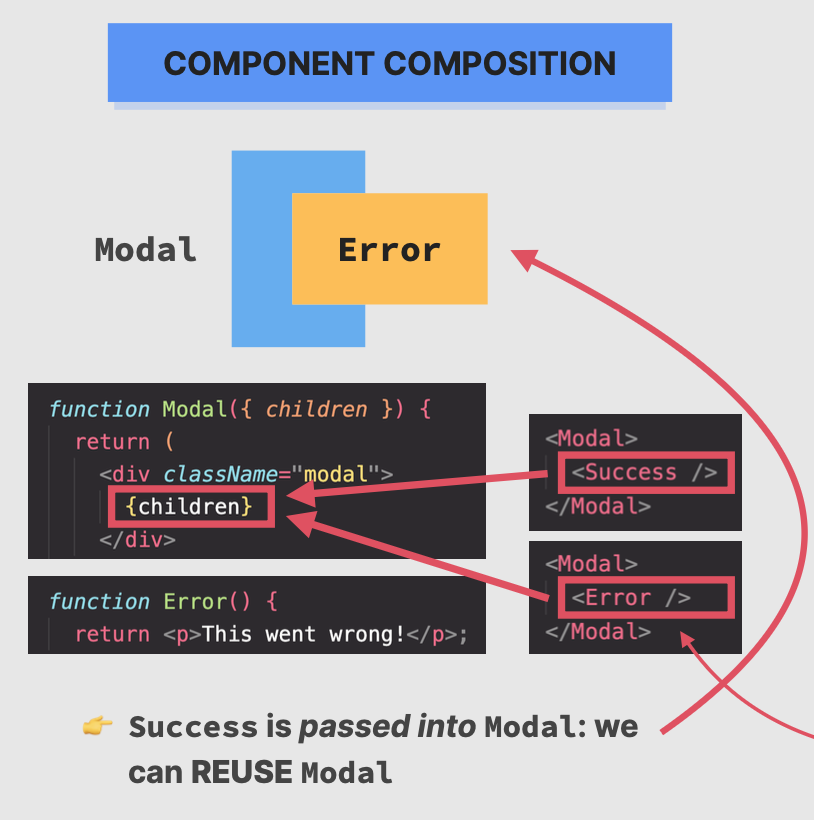 COMPONENT COMPOSITION
Modal
Error
function Modal({ children }) {
return (
<div className="modal">
{children}
</div>
function Error() {
return <p>This went wrong!</p>;
<Modal>
<Success />
</Modal>
<Modal>
<Error />
</Modal>
👉 Success is passed into Modal: we
can REUSE Modal